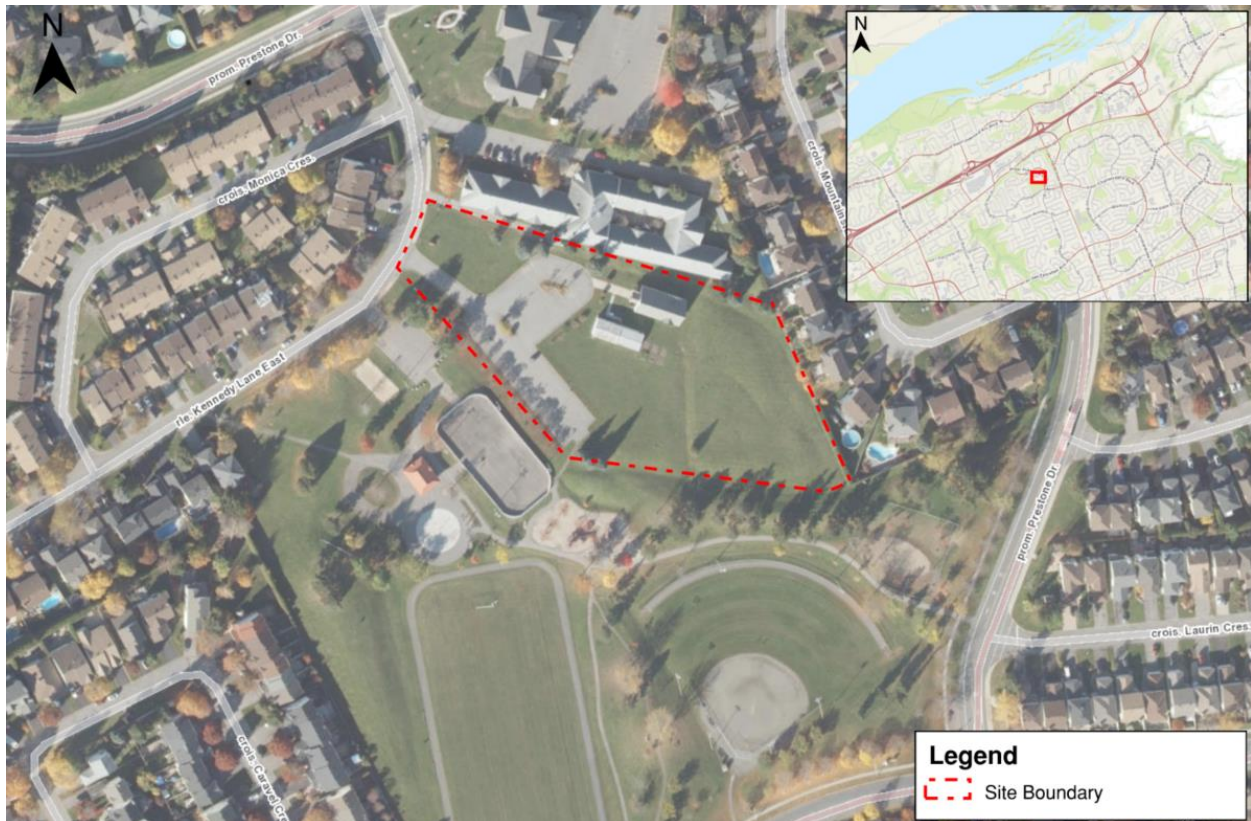 N
N
prom. Prestone Dr.
crois. Monica Cres.
crois. Mountain
rle. Kennedy Lane East
prom. Prestone Dr.
crois. Laurin Cres.
crois. Caravel Cres
Legend
Site Boundary